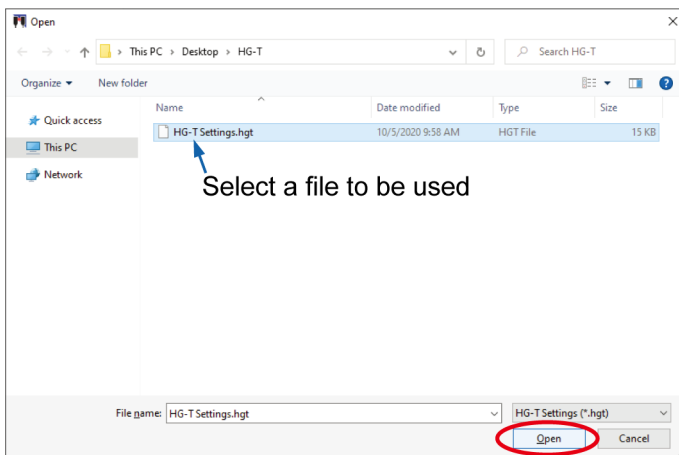 Open
This PC > Desktop > HG-T
Search HG-T
Organize
New folder
Name
Date modified
Type
Size
Quick access
HG-T Settings.hgt
10/5/2020 9:58 AM
HGT File
15 KB
This PC
Network
Select a file to be used
File name:
HG-T Settings.hgt
HG-T Settings (*.hgt)
Open
Cancel